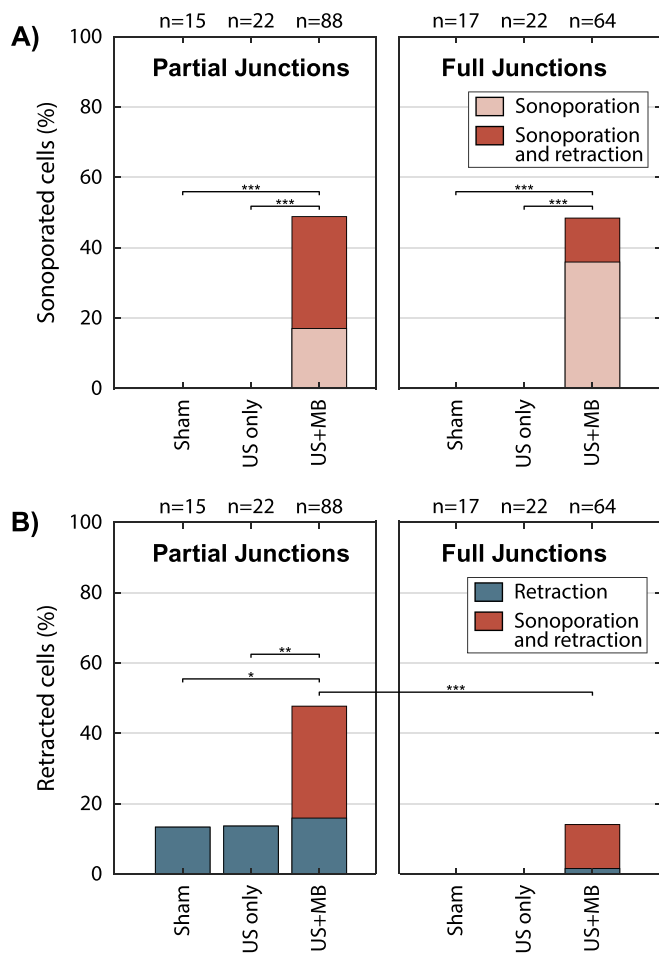 A)
n=15 n=22 n=88 n=17 n=22 n=64
Partial Junctions Full Junctions
Sonoporated cells (%)
100
80
60
40
20
0
Sonoporation
Sonoporation
and retraction
*** ***
*** ***
Sham US only US+MB Sham US only US+MB
B)
n=15 n=22 n=88 n=17 n=22 n=64
Partial Junctions Full Junctions
Retracted cells (%)
100
80
60
40
20
0
Retraction
Sonoporation
and retraction
**
*
***
Sham US only US+MB Sham US only US+MB